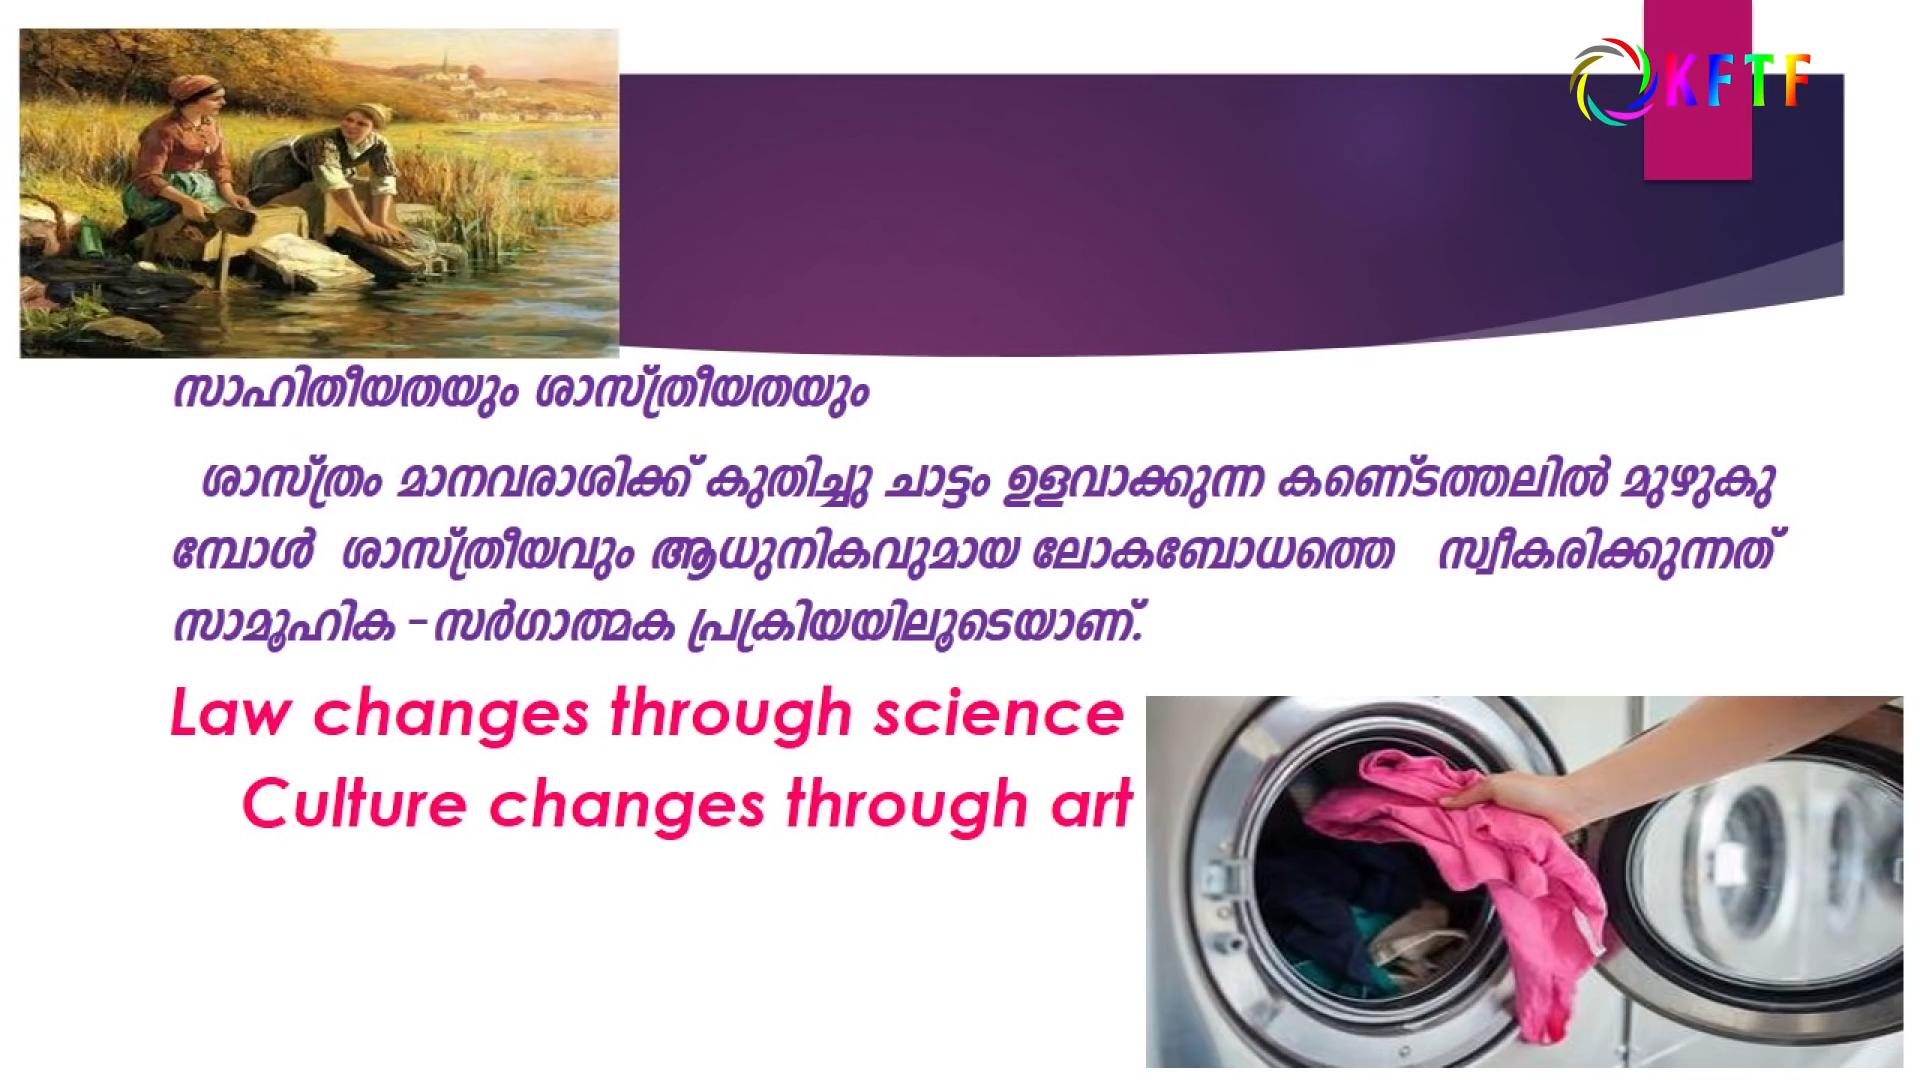 KFTF
സാഹിതീയതയും ശാസ്ത്രീയതയും
ശാസ്ത്രം മാനവരാശിക്ക് കുതിച്ചു ചാട്ടം ഉളവാക്കുന്ന കണ്ടെത്തലിൽ മുഴുകു
മ്പോൾ ശാസ്ത്രീയവും ആധുനികവുമായ ലോകബോധത്തെ സ്വീകരിക്കുന്നത്
സാമൂഹിക -സർഗാത്മക പ്രക്രിയയിലൂടെയാണ്.
Law changes through science
Culture changes through art